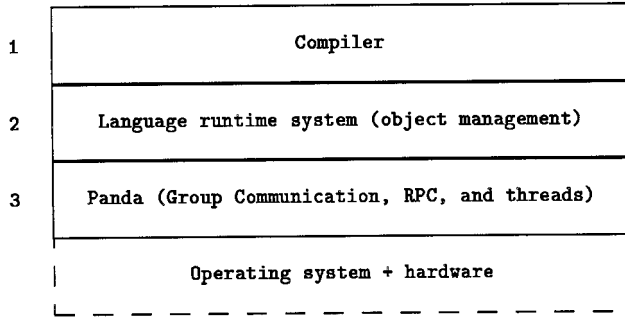 1 Compiler
2 Language runtime system (object management)
3 Panda (Group Communication, RPC, and threads)
Operating system + hardware